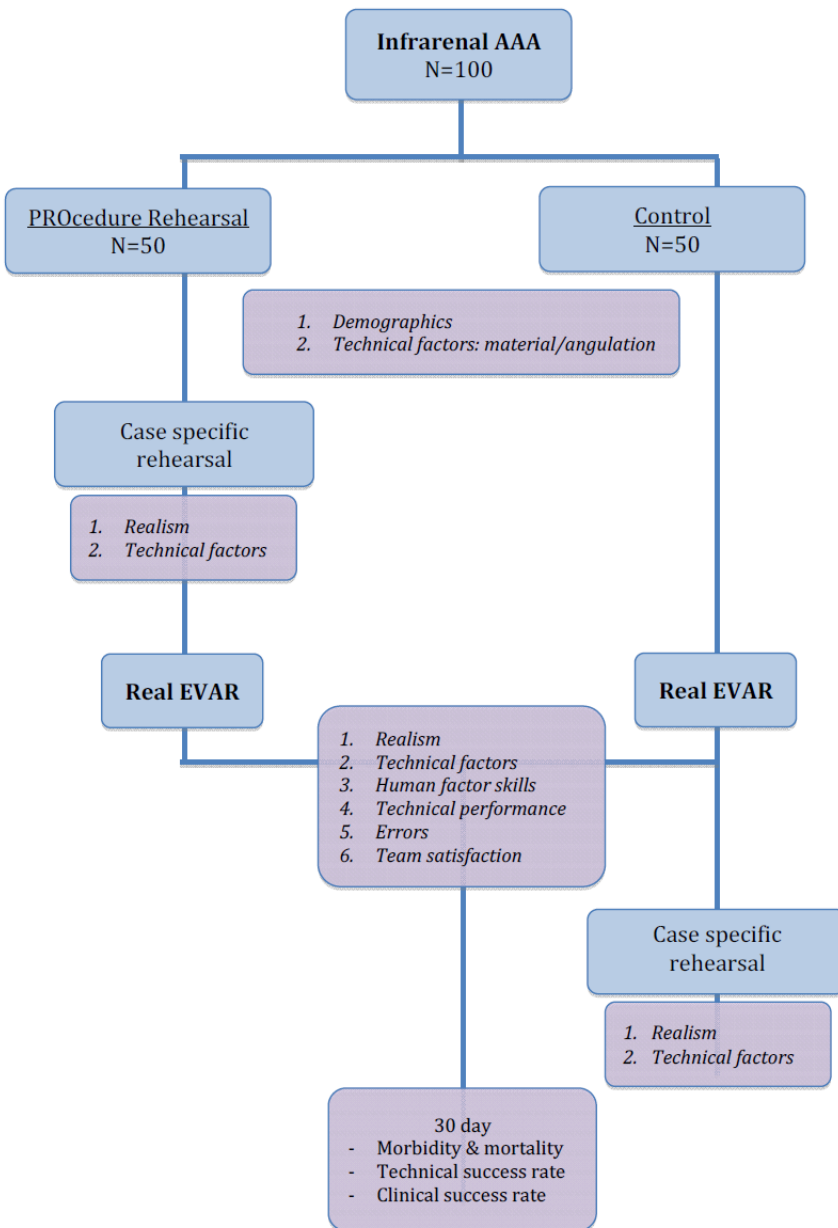 Infrarenal AAA
N=100
PROcedure Rehearsal
N=50
Control
N=50
1. Demographics
2. Technical factors: material/angulation
Case specific
rehearsal
1. Realism
2. Technical factors
Real EVAR
Real EVAR
1. Realism
2. Technical factors
3. Human factor skills
4. Technical performance
5. Errors
6. Team satisfaction
Case specific
rehearsal
1. Realism
2. Technical factors
30 day
- Morbidity & mortality
- Technical success rate
- Clinical success rate